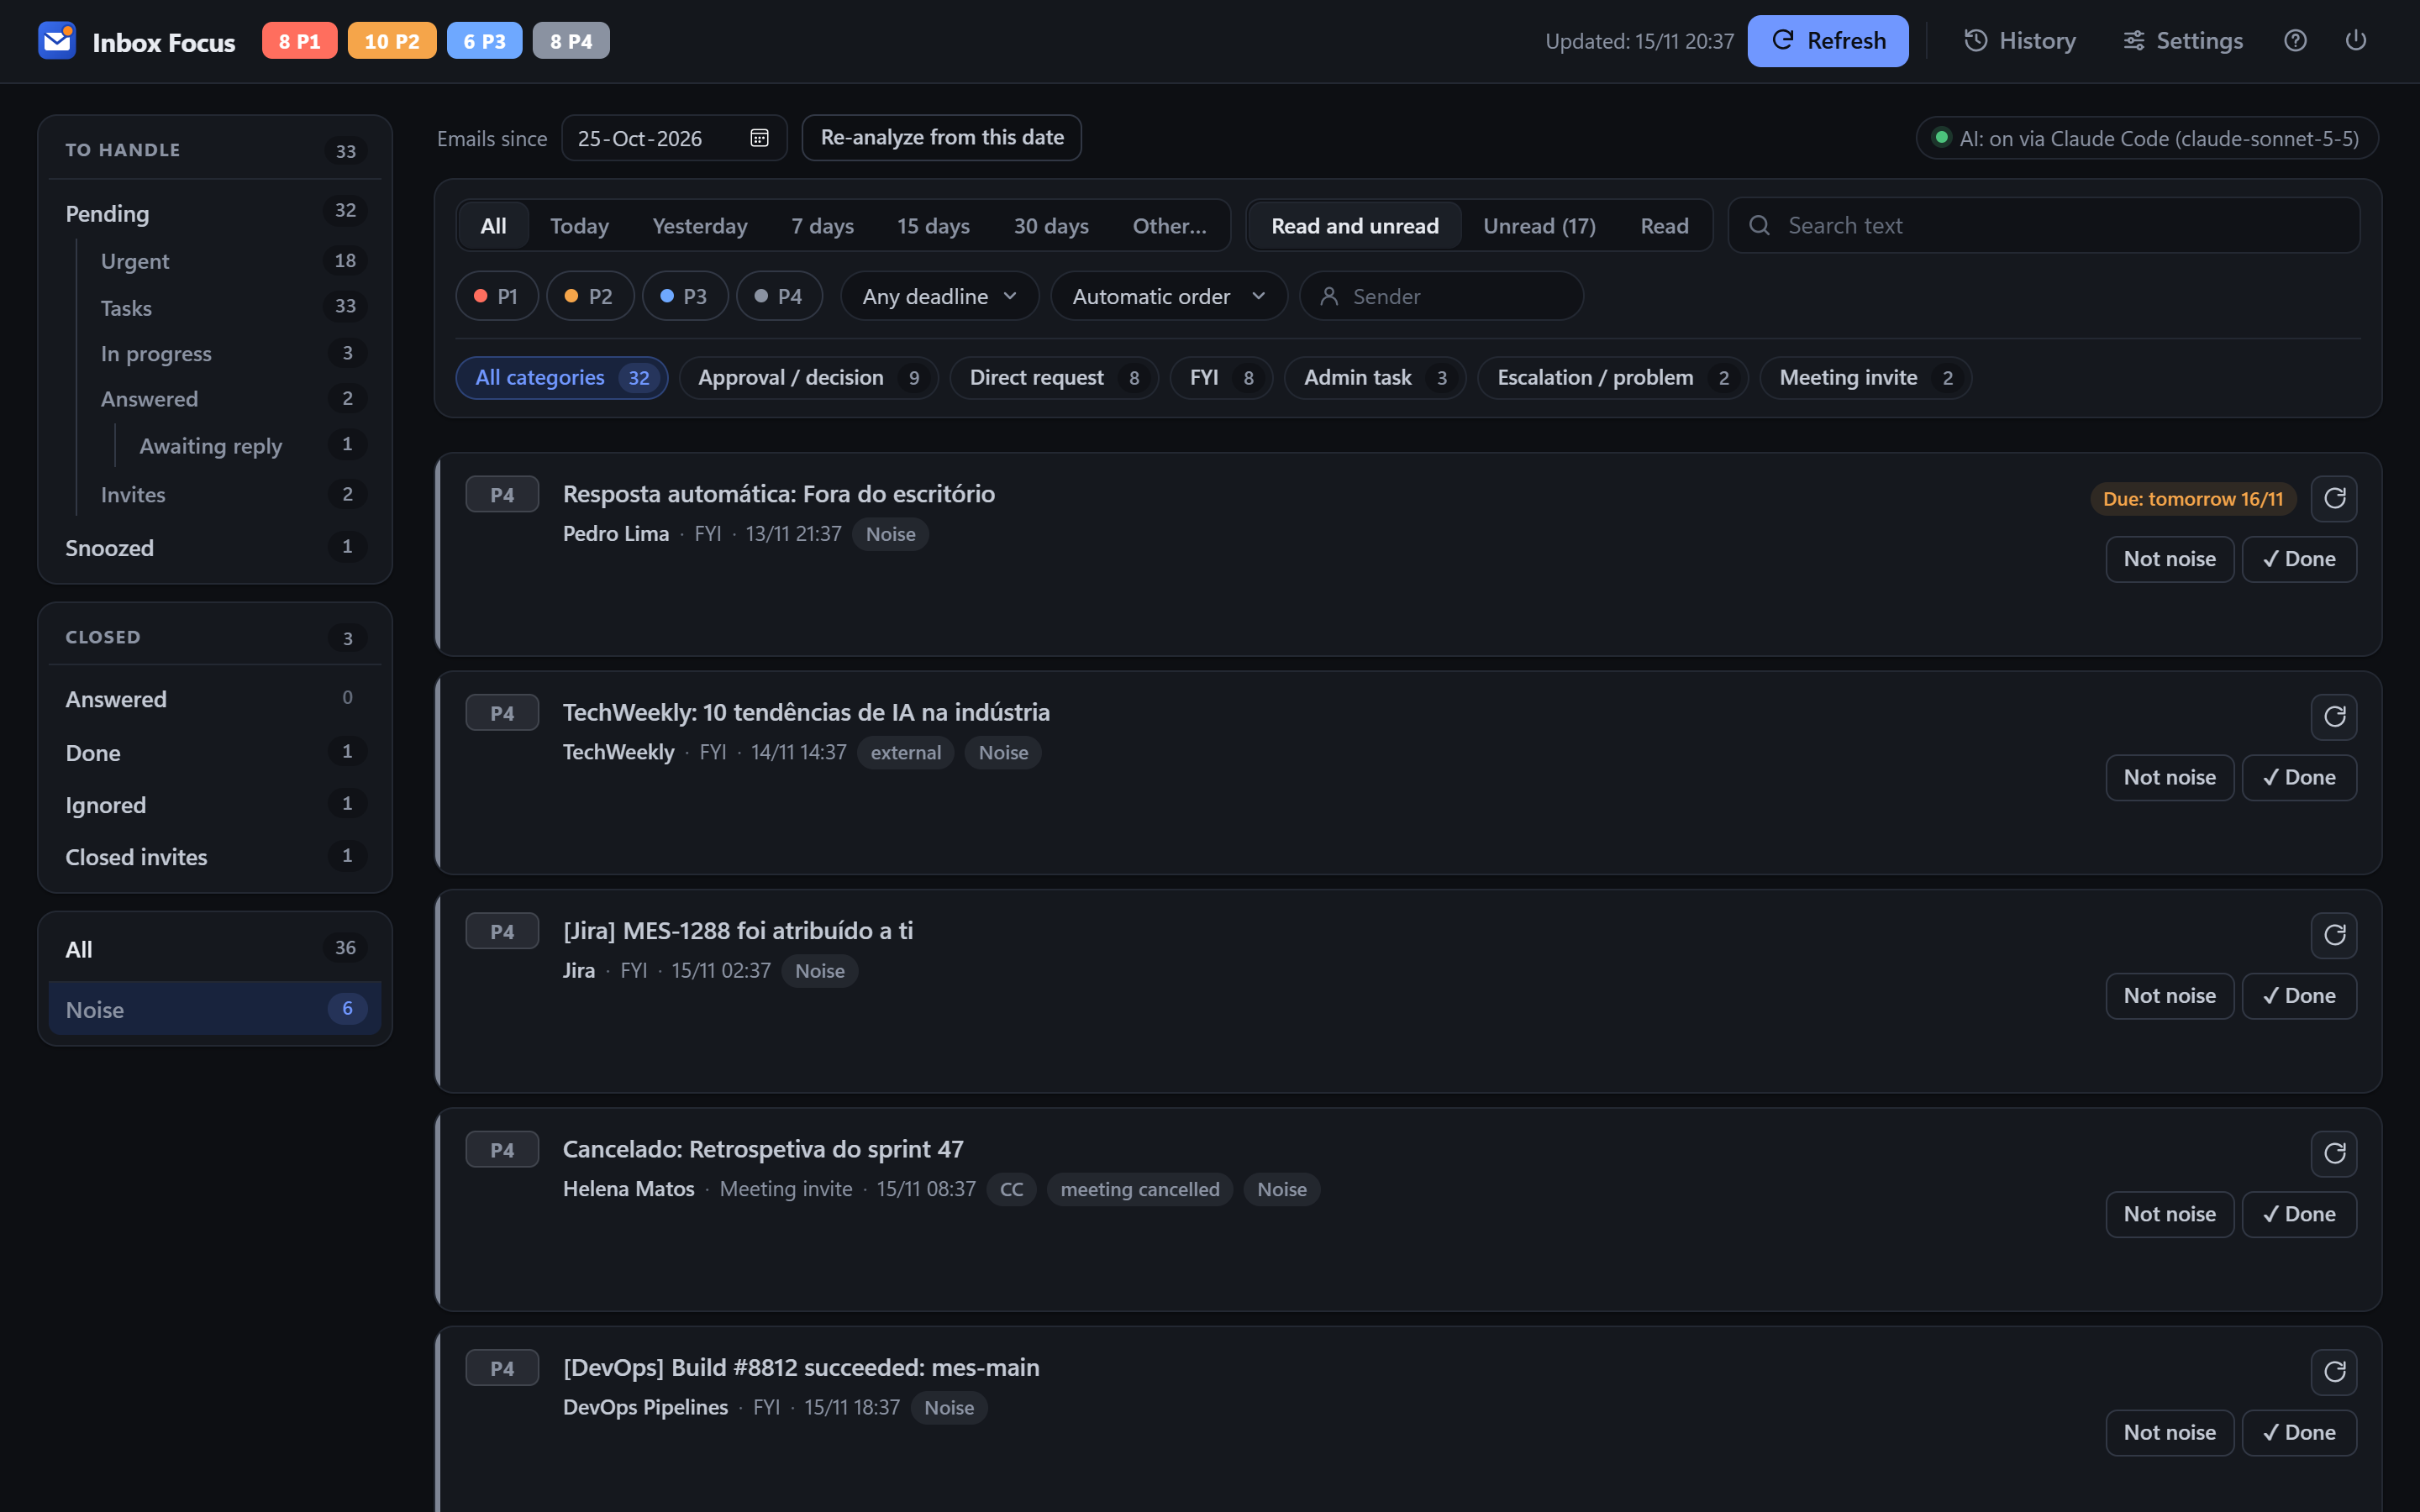 Inbox Focus 8 P1 10 P2 6 P3 8 P4 Updated: 15/11 20:37 Refresh History Settings
TO HANDLE 33
Pending 32
Urgent 18
Tasks 33
In progress 3
Answered 2
Awaiting reply 1
Invites 2
Snoozed 1
CLOSED 3
Answered 0
Done 1
Ignored 1
Closed invites 1
All 36
Noise 6
Emails since 25-Oct-2026 Re-analyze from this date AI: on via Claude Code (claude-sonnet-5-5)
All Today Yesterday 7 days 15 days 30 days Other... Read and unread Unread (17) Read Search text
P1 P2 P3 P4 Any deadline Automatic order Sender
All categories 32 Approval / decision 9 Direct request 8 FYI 8 Admin task 3 Escalation / problem 2 Meeting invite 2
P4 Resposta automática: Fora do escritório Due: tomorrow 16/11
Pedro Lima · FYI · 13/11 21:37 Noise
Not noise ✓ Done
P4 TechWeekly: 10 tendências de IA na indústria
TechWeekly · FYI · 14/11 14:37 external Noise
Not noise ✓ Done
P4 [Jira] MES-1288 foi atribuído a ti
Jira · FYI · 15/11 02:37 Noise
Not noise ✓ Done
P4 Cancelado: Retrospetiva do sprint 47
Helena Matos · Meeting invite · 15/11 08:37 CC meeting cancelled Noise
Not noise ✓ Done
P4 [DevOps] Build #8812 succeeded: mes-main
DevOps Pipelines · FYI · 15/11 18:37 Noise
Not noise ✓ Done